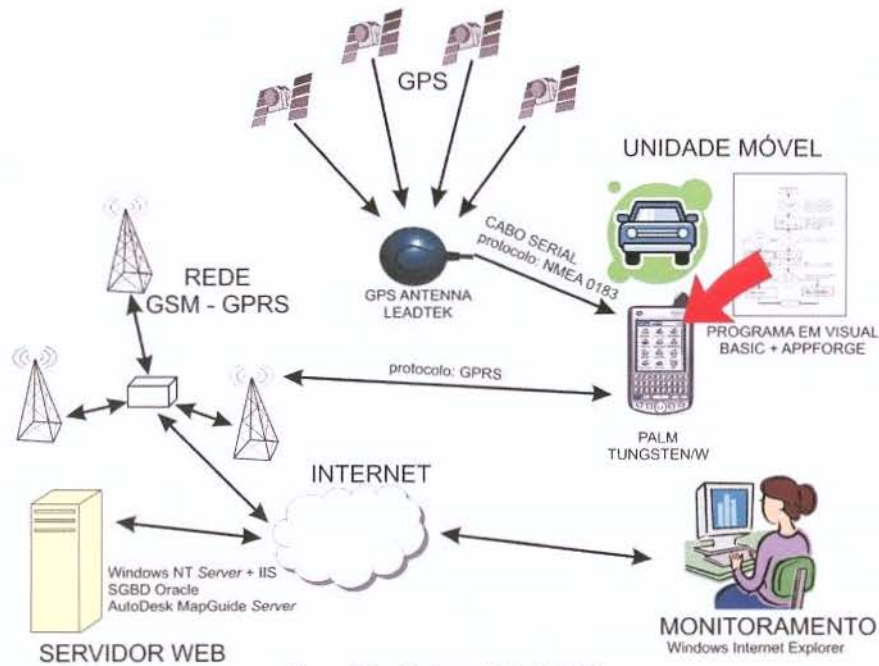 GPS
UNIDADE MÓVEL
CABO SERIAL
protocolo: NMEA 0183
REDE
GSM - GPRS
GPS ANTENNA
LEADTEK
PROGRAMA EM VISUAL
BASIC + APPFORGE
protocolo: GPRS
PALM
TUNGSTEN/W
INTERNET
Windows NT Server + IIS
SGBD Oracle
AutoDesk MapGuide Server
SERVIDOR WEB
MONITORAMENTO
Windows Internet Explorer